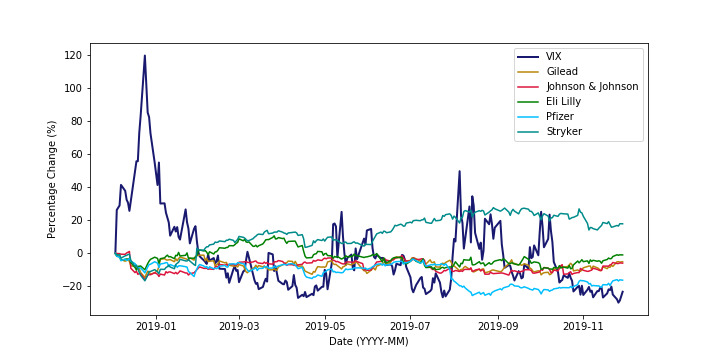 120
100
80
60
40
20
0
−20
Percentage Change (%)
2019-01
2019-03
2019-05
2019-07
2019-09
2019-11
Date (YYYY-MM)
VIX
Gilead
Johnson & Johnson
Eli Lilly
Pfizer
Stryker